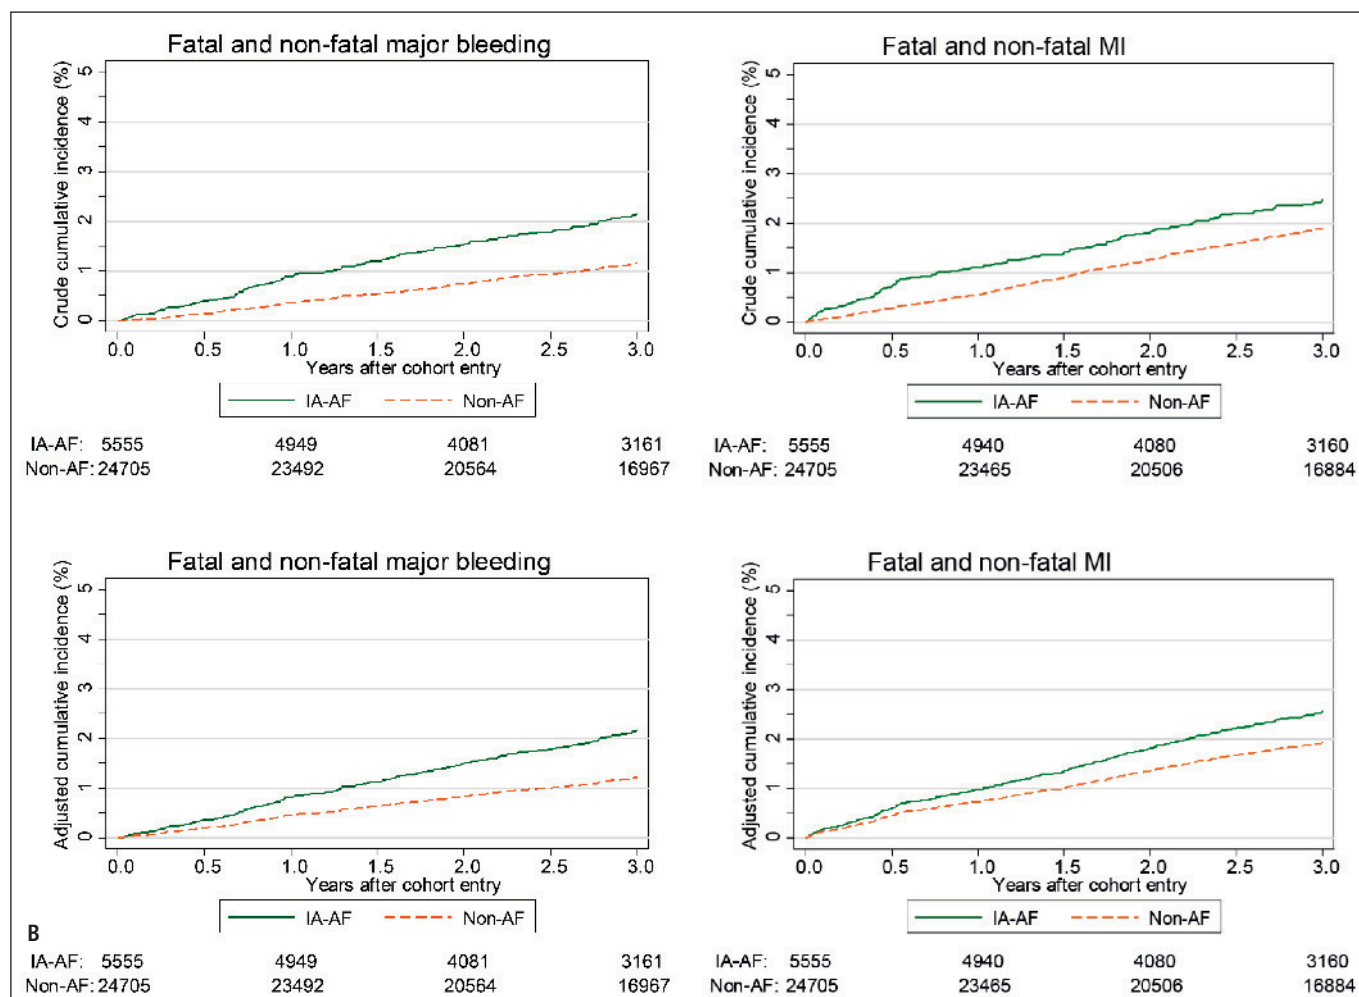 Fatal and non-fatal major bleeding
Crude cumulative incidence (%)
5
4
3
2
1
0
0.0 0.5 1.0 1.5 2.0 2.5 3.0
Years after cohort entry
IA-AF Non-AF
IA-AF: 5555 4949 4081 3161
Non-AF: 24705 23492 20564 16967
Fatal and non-fatal MI
Crude cumulative incidence (%)
5
4
3
2
1
0
0.0 0.5 1.0 1.5 2.0 2.5 3.0
Years after cohort entry
IA-AF Non-AF
IA-AF: 5555 4940 4080 3160
Non-AF: 24705 23465 20506 16884
Fatal and non-fatal major bleeding
Adjusted cumulative incidence (%)
5
4
3
2
1
0
0.0 0.5 1.0 1.5 2.0 2.5 3.0
Years after cohort entry
IA-AF Non-AF
B
IA-AF: 5555 4949 4081 3161
Non-AF: 24705 23492 20564 16967
Fatal and non-fatal MI
Adjusted cumulative incidence (%)
5
4
3
2
1
0
0.0 0.5 1.0 1.5 2.0 2.5 3.0
Years after cohort entry
IA-AF Non-AF
IA-AF: 5555 4940 4080 3160
Non-AF: 24705 23465 20506 16884